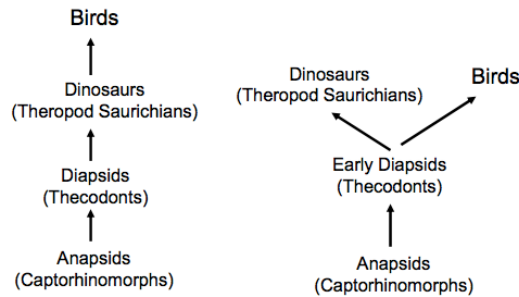 Birds
Dinosaurs
(Theropod Saurichians)
Diapsids
(Thecodonts)
Anapsids
(Captorhinomorphs)
Dinosaurs
(Theropod Saurichians)
Birds
Early Diapsids
(Thecodonts)
Anapsids
(Captorhinomorphs)